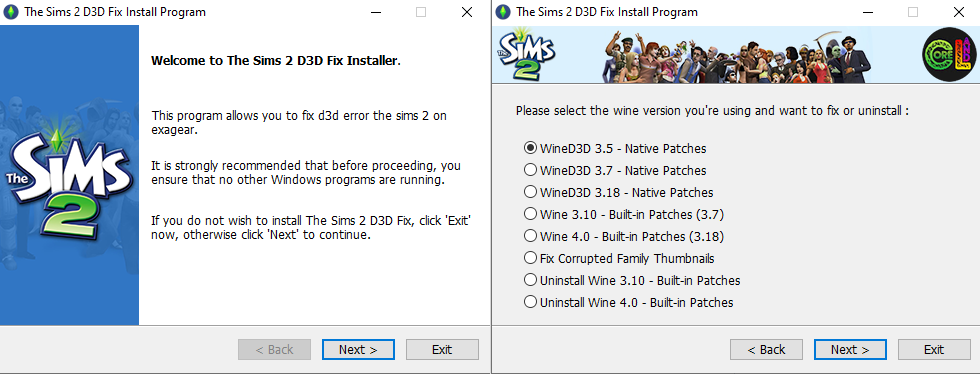 The Sims 2 D3D Fix Install Program
Welcome to The Sims 2 D3D Fix Installer.
The
SiMS
2
This program allows you to fix d3d error the sims 2 on
exagear.
It is strongly recommended that before proceeding, you
ensure that no other Windows programs are running.
If you do not wish to install The Sims 2 D3D Fix, click 'Exit'
now, otherwise click 'Next' to continue.
< Back
Next >
Exit
The Sims 2 D3D Fix Install Program
The
SiMS
2
CORE
Please select the wine version you're using and want to fix or uninstall :
WineD3D 3.5 - Native Patches
WineD3D 3.7 - Native Patches
WineD3D 3.18 - Native Patches
Wine 3.10 - Built-in Patches (3.7)
Wine 4.0 - Built-in Patches (3.18)
Fix Corrupted Family Thumbnails
Uninstall Wine 3.10 - Built-in Patches
Uninstall Wine 4.0 - Built-in Patches
< Back
Next >
Exit